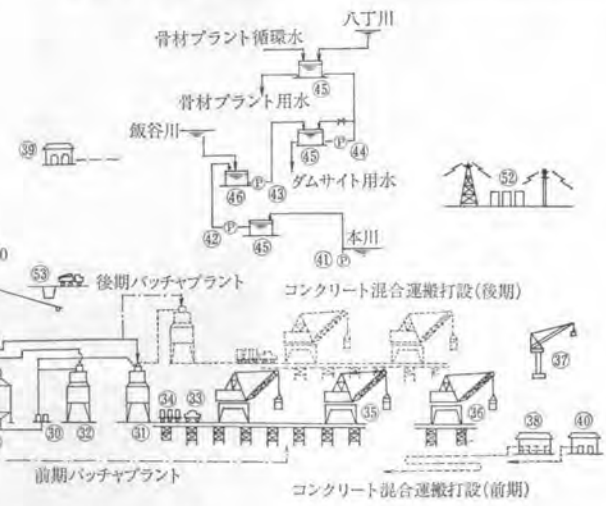 八丁川
骨材プラント循環水
㊺
骨材プラント用水
飯谷川
㊴
㊺
Ⓟ
㊹
ダムサイト用水
㊻
Ⓟ
㊸
㊷
Ⓟ
㊺
本川
㊶
Ⓟ
52
0
53
後期バッチャプラント
コンクリート混合運搬打設(後期)
㊲
㉞
㉝
㉟
㊱
㊳
㊵
㉚
㉜
㉛
前期バッチャプラント
コンクリート混合運搬打設(前期)